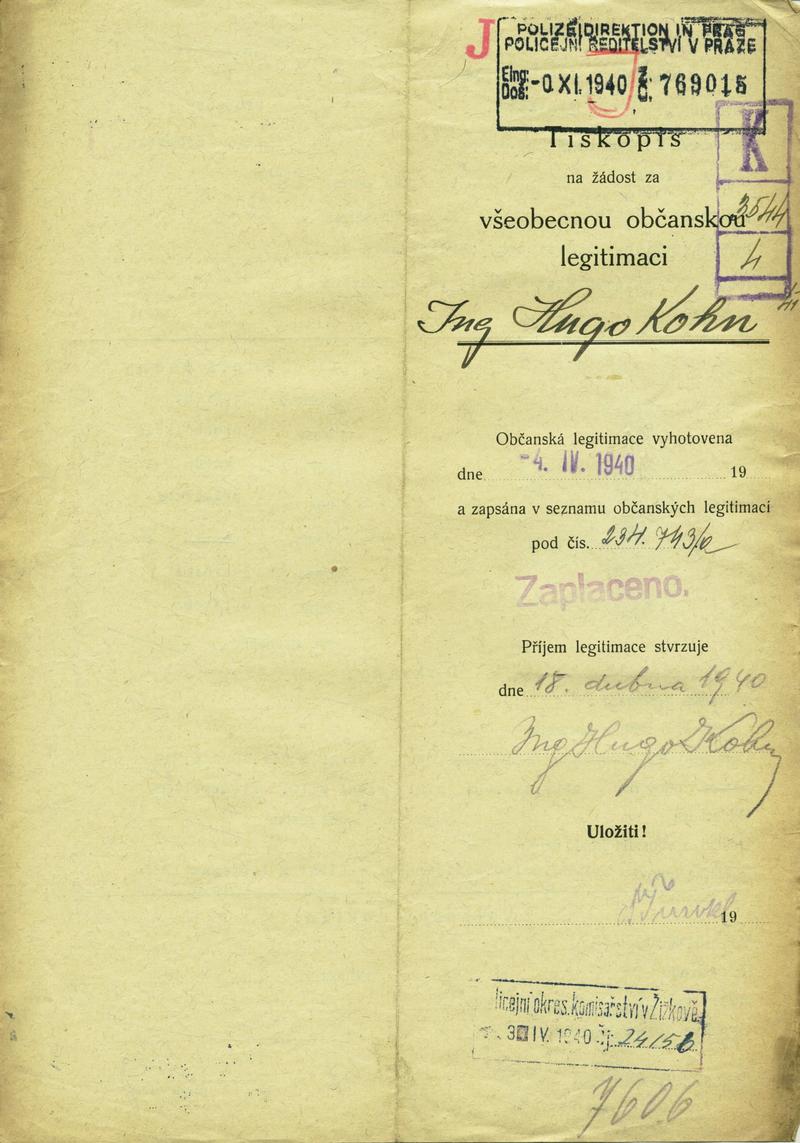 J
POLIZEIDIREKTION IN PRAG
POLICEJNÍ ŘEDITELSTVÍ V PRAZE
Eing: Doš: XI. 1940 Č. 769015
K
Tiskopis
na žádost za
3544
všeobecnou občanskou
4
legitimaci
Ing Hugo Kohn
Občanská legitimace vyhotovena
dne -4. IV. 1940 19
a zapsána v seznamu občanských legitimací
pod čís. 234.743/
Zaplaceno.
Příjem legitimace stvrzuje
dne 18. dubna 1940
Ing Hugo Kohn
Uložiti!
19
licejní okres. komisařství v Žižkově
3 IV. 1940 Čj: 24156
7606